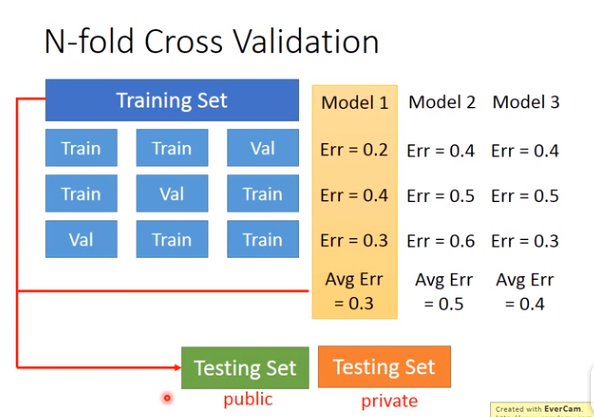 N-fold Cross Validation
Training Set
Model 1 Model 2 Model 3
Train Train Val Err = 0.2 Err = 0.4 Err = 0.4
Train Val Train Err = 0.4 Err = 0.5 Err = 0.5
Val Train Train Err = 0.3 Err = 0.6 Err = 0.3
Avg Err Avg Err Avg Err
= 0.3 = 0.5 = 0.4
Testing Set Testing Set
public private
Created with EverCam.